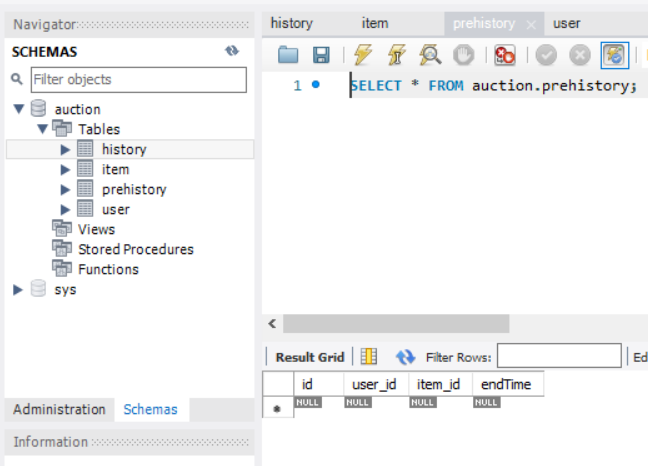 Navigator
SCHEMAS
Filter objects
auction
Tables
history
item
prehistory
user
Views
Stored Procedures
Functions
sys
Administration Schemas
Information
history item prehistory × user
1 SELECT * FROM auction.prehistory;
Result Grid Filter Rows: Ed
id user_id item_id endTime
* NULL NULL NULL NULL